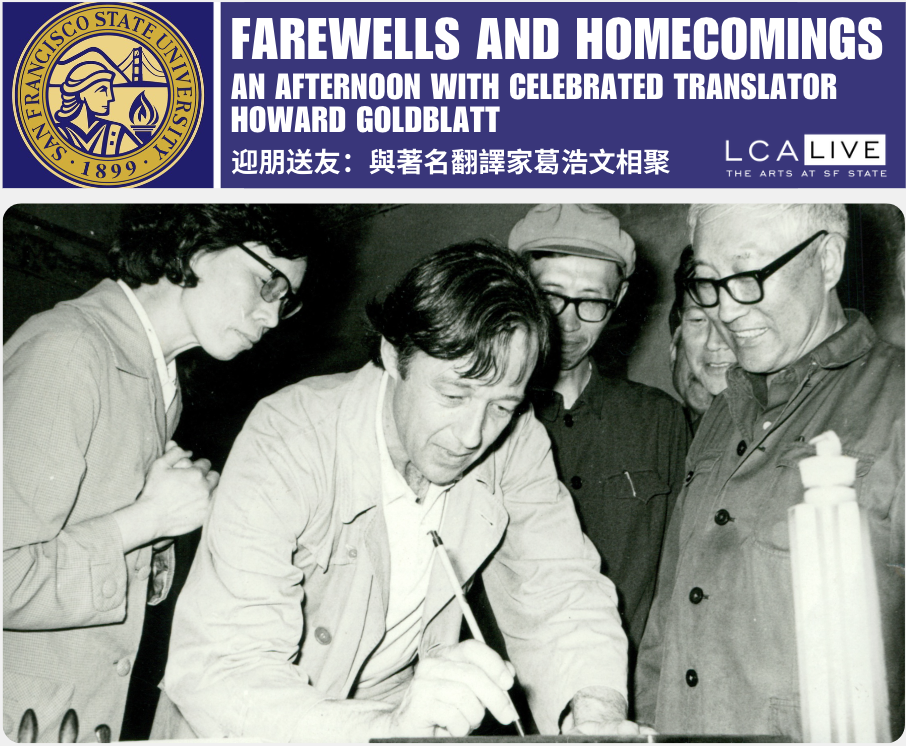 SAN FRANCISCO STATE UNIVERSITY
· 1899 ·
FAREWELLS AND HOMECOMINGS
AN AFTERNOON WITH CELEBRATED TRANSLATOR
HOWARD GOLDBLATT
迎朋送友：與著名翻譯家葛浩文相聚
LCA LIVE
THE ARTS AT SF STATE